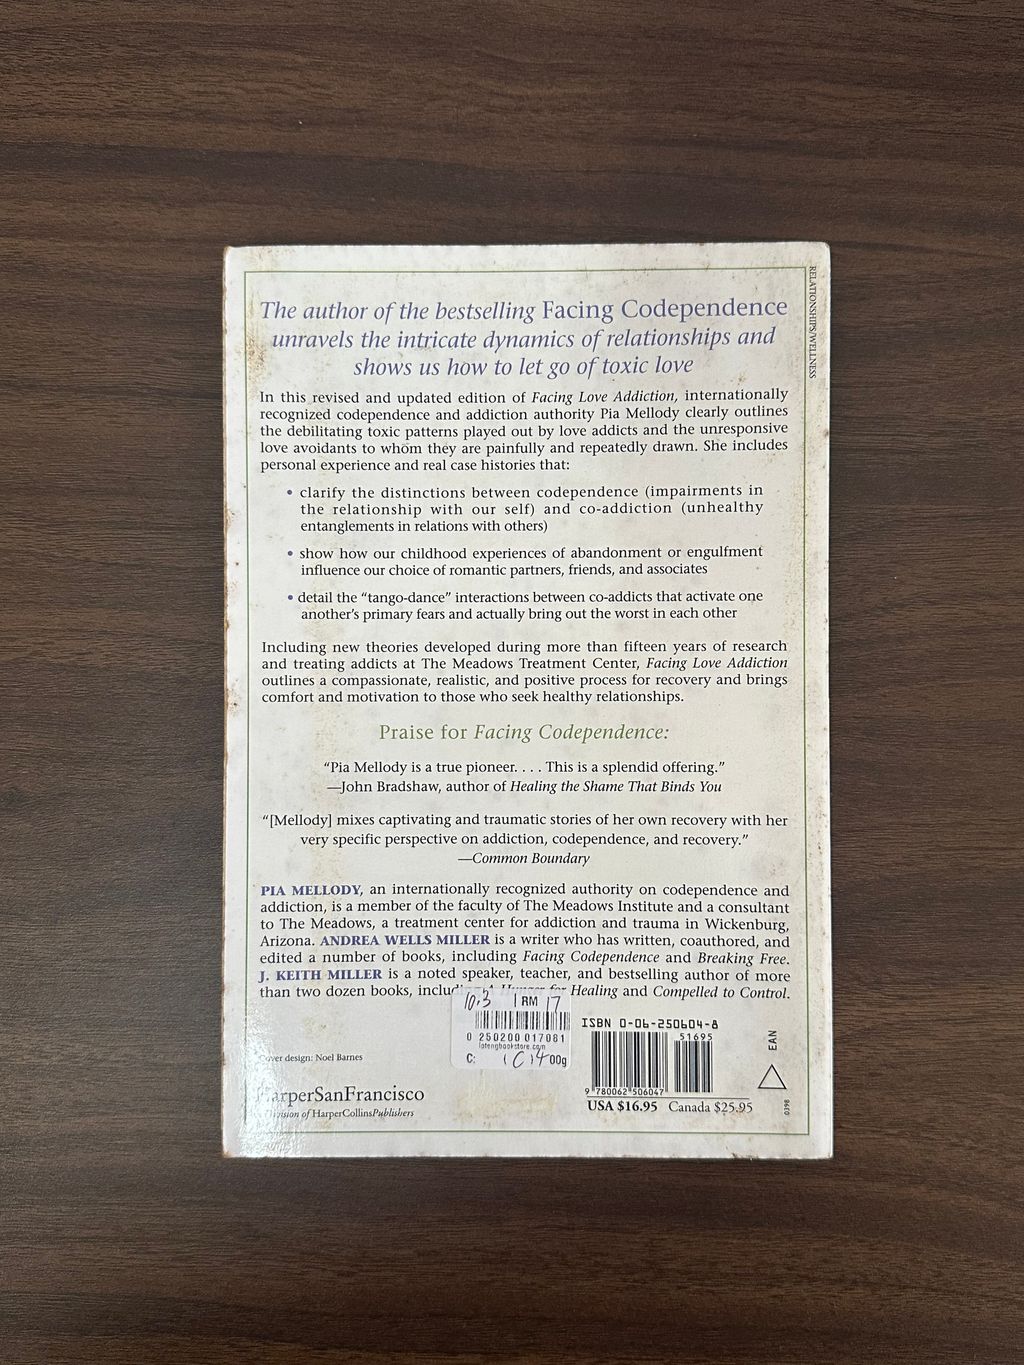 The author of the bestselling Facing Codependence
unravels the intricate dynamics of relationships and
shows us how to let go of toxic love
RELATIONSHIPS/WELLNESS
In this revised and updated edition of Facing Love Addiction, internationally
recognized codependence and addiction authority Pia Mellody clearly outlines
the debilitating toxic patterns played out by love addicts and the unresponsive
love avoidants to whom they are painfully and repeatedly drawn. She includes
personal experience and real case histories that:
• clarify the distinctions between codependence (impairments in
the relationship with our self) and co-addiction (unhealthy
entanglements in relations with others)
• show how our childhood experiences of abandonment or engulfment
influence our choice of romantic partners, friends, and associates
• detail the “tango-dance” interactions between co-addicts that activate one
another’s primary fears and actually bring out the worst in each other
Including new theories developed during more than fifteen years of research
and treating addicts at The Meadows Treatment Center, Facing Love Addiction
outlines a compassionate, realistic, and positive process for recovery and brings
comfort and motivation to those who seek healthy relationships.
Praise for Facing Codependence:
“Pia Mellody is a true pioneer. . . . This is a splendid offering.”
—John Bradshaw, author of Healing the Shame That Binds You
“[Mellody] mixes captivating and traumatic stories of her own recovery with her
very specific perspective on addiction, codependence, and recovery.”
—Common Boundary
PIA MELLODY, an internationally recognized authority on codependence and
addiction, is a member of the faculty of The Meadows Institute and a consultant
to The Meadows, a treatment center for addiction and trauma in Wickenburg,
Arizona. ANDREA WELLS MILLER is a writer who has written, coauthored, and
edited a number of books, including Facing Codependence and Breaking Free.
J. KEITH MILLER is a noted speaker, teacher, and bestselling author of more
than two dozen books, includ A Hunger for Healing and Compelled to Control.
10.3 RM 17
0 250200 017081
C: 00g
ISBN 0-06-250604-8
51695
9 780062 506047
USA $16.95 Canada $25.95
EAN
0398
Cover design: Noel Barnes
HarperSanFrancisco
A Division of HarperCollinsPublishers